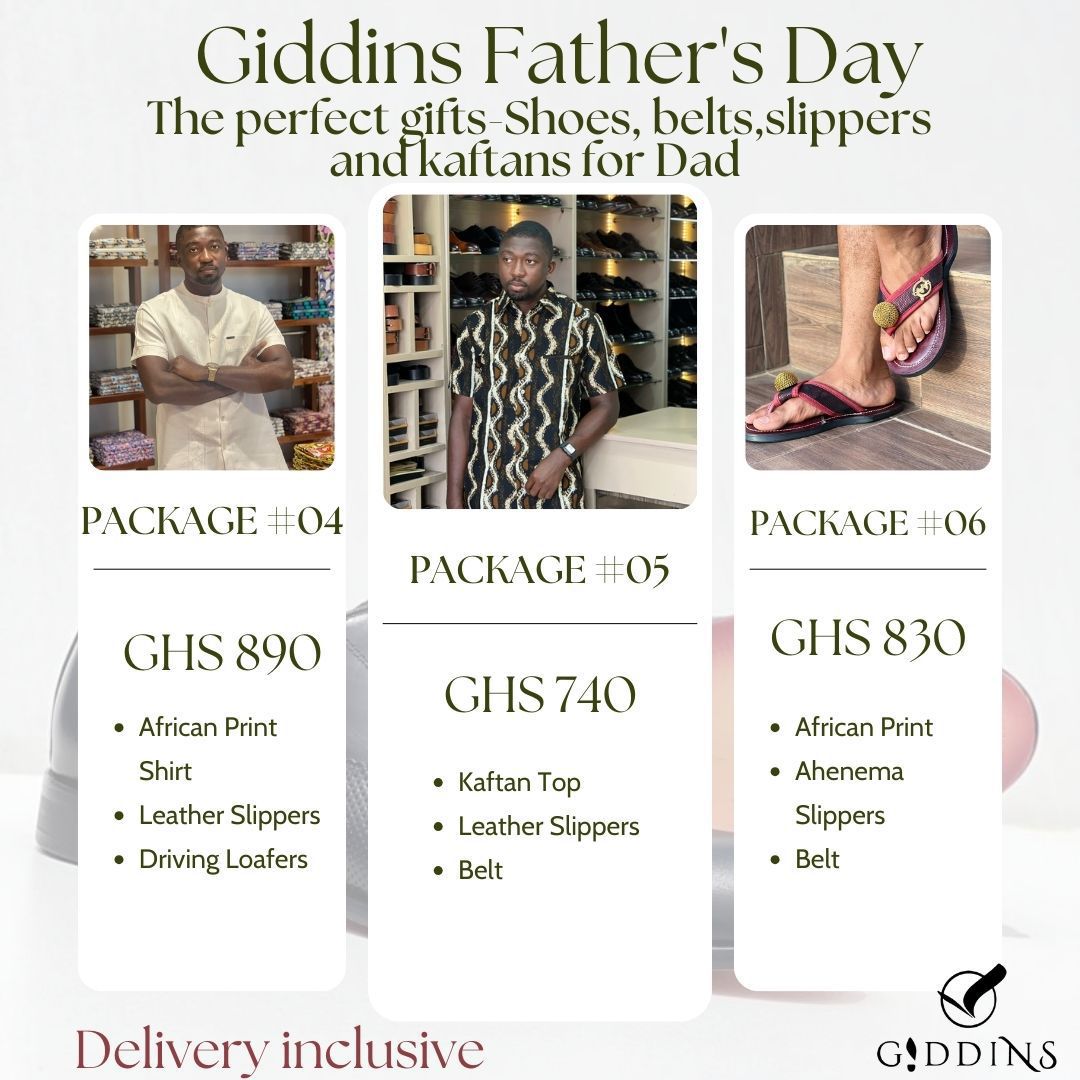 Giddins Father's Day
The perfect gifts-Shoes, belts,slippers
and kaftans for Dad
PACKAGE #04
GHS 890
• African Print
Shirt
• Leather Slippers
• Driving Loafers
PACKAGE #05
GHS 740
• Kaftan Top
• Leather Slippers
• Belt
PACKAGE #06
GHS 830
• African Print
• Ahenema
Slippers
• Belt
Delivery inclusive
GIDDINS